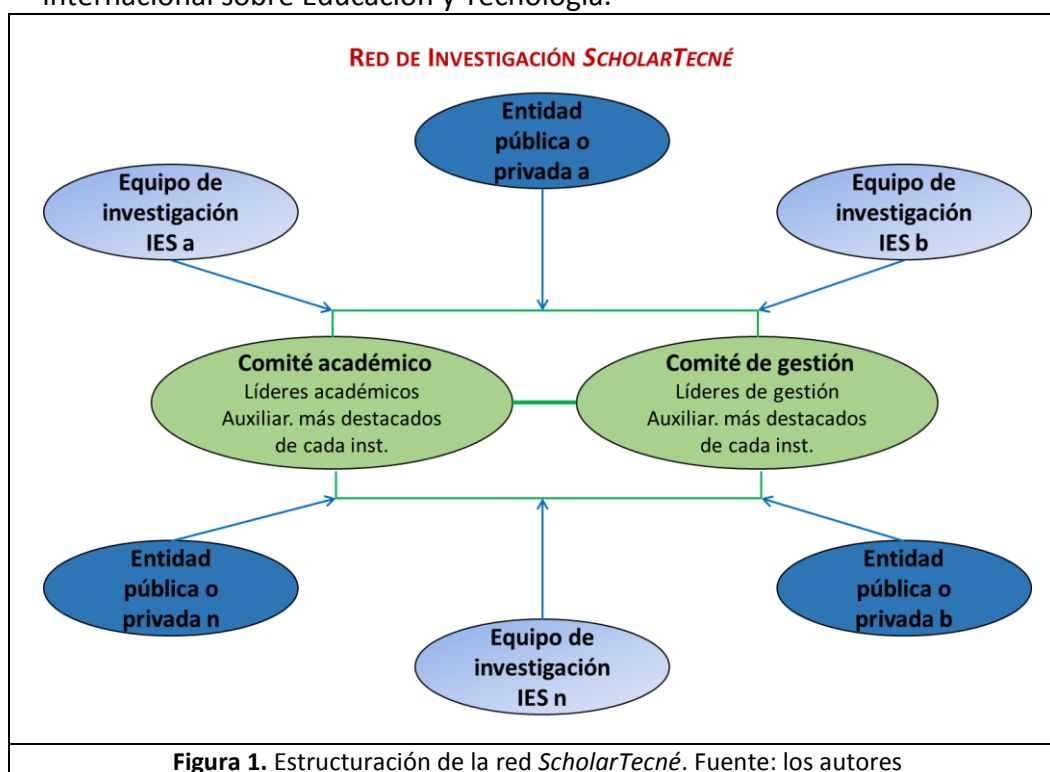 internacional sobre Educación y Tecnología.
RED DE INVESTIGACIÓN SCHOLARTECNÉ
Entidad
pública o
privada a
Equipo de
investigación
IES a
Equipo de
investigación
IES b
Comité académico
Líderes académicos
Auxiliar. más destacados
de cada inst.
Comité de gestión
Líderes de gestión
Auxiliar. más destacados
de cada inst.
Entidad
pública o
privada n
Equipo de
investigación
IES n
Entidad
pública o
privada b
Figura 1. Estructuración de la red ScholarTecné. Fuente: los autores